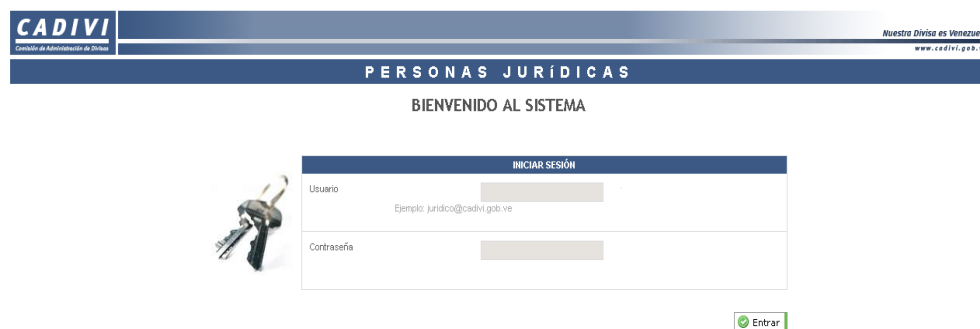 CADIVI
Comisión de Administración de Divisas
Nuestra Divisa es Venezue
www.cadivi.gob.v
PERSONAS JURíDICAS
BIENVENIDO AL SISTEMA
INICIAR SESIÓN
Usuario
Ejemplo: juridico@cadivi.gob.ve
Contraseña
Entrar